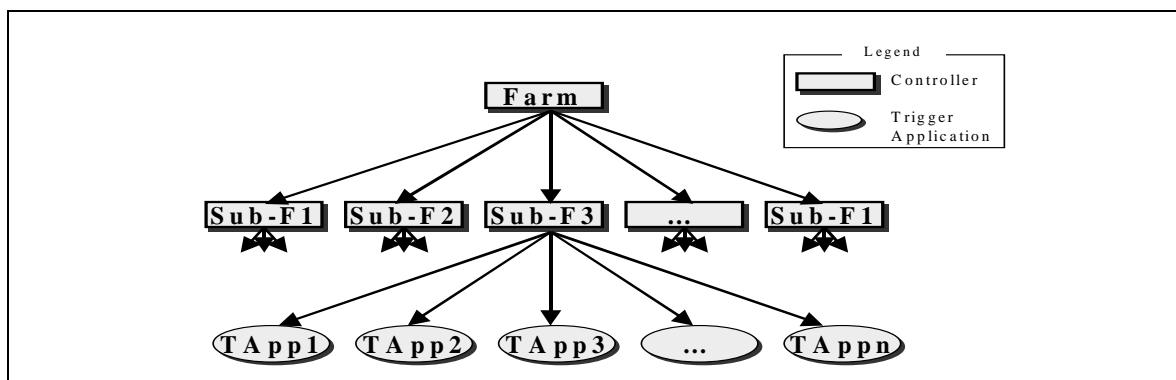 Legend
Controller
Trigger
Application
Farm
Sub-F1 Sub-F2 Sub-F3 ... Sub-F1
TApp1 TApp2 TApp3 ... TAppn